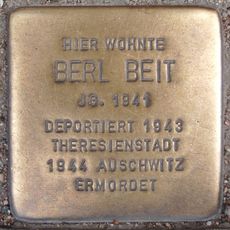 HIER WOHNTE
BERL BEIT
JG. 1941
DEPORTIERT 1943
THERESIENSTADT
1944 AUSCHWITZ
ERMORDET